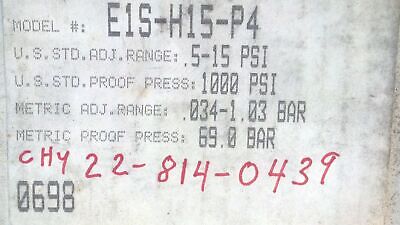 MODEL #: E1S-H15-P4
U.S.STD.ADJ.RANGE: .5-15 PSI
U.S.STD.PROOF PRESS: 1000 PSI
METRIC ADJ.RANGE: .034-1.03 BAR
METRIC PROOF PRESS: 69.0 BAR
CHY 22-814-0439
0698